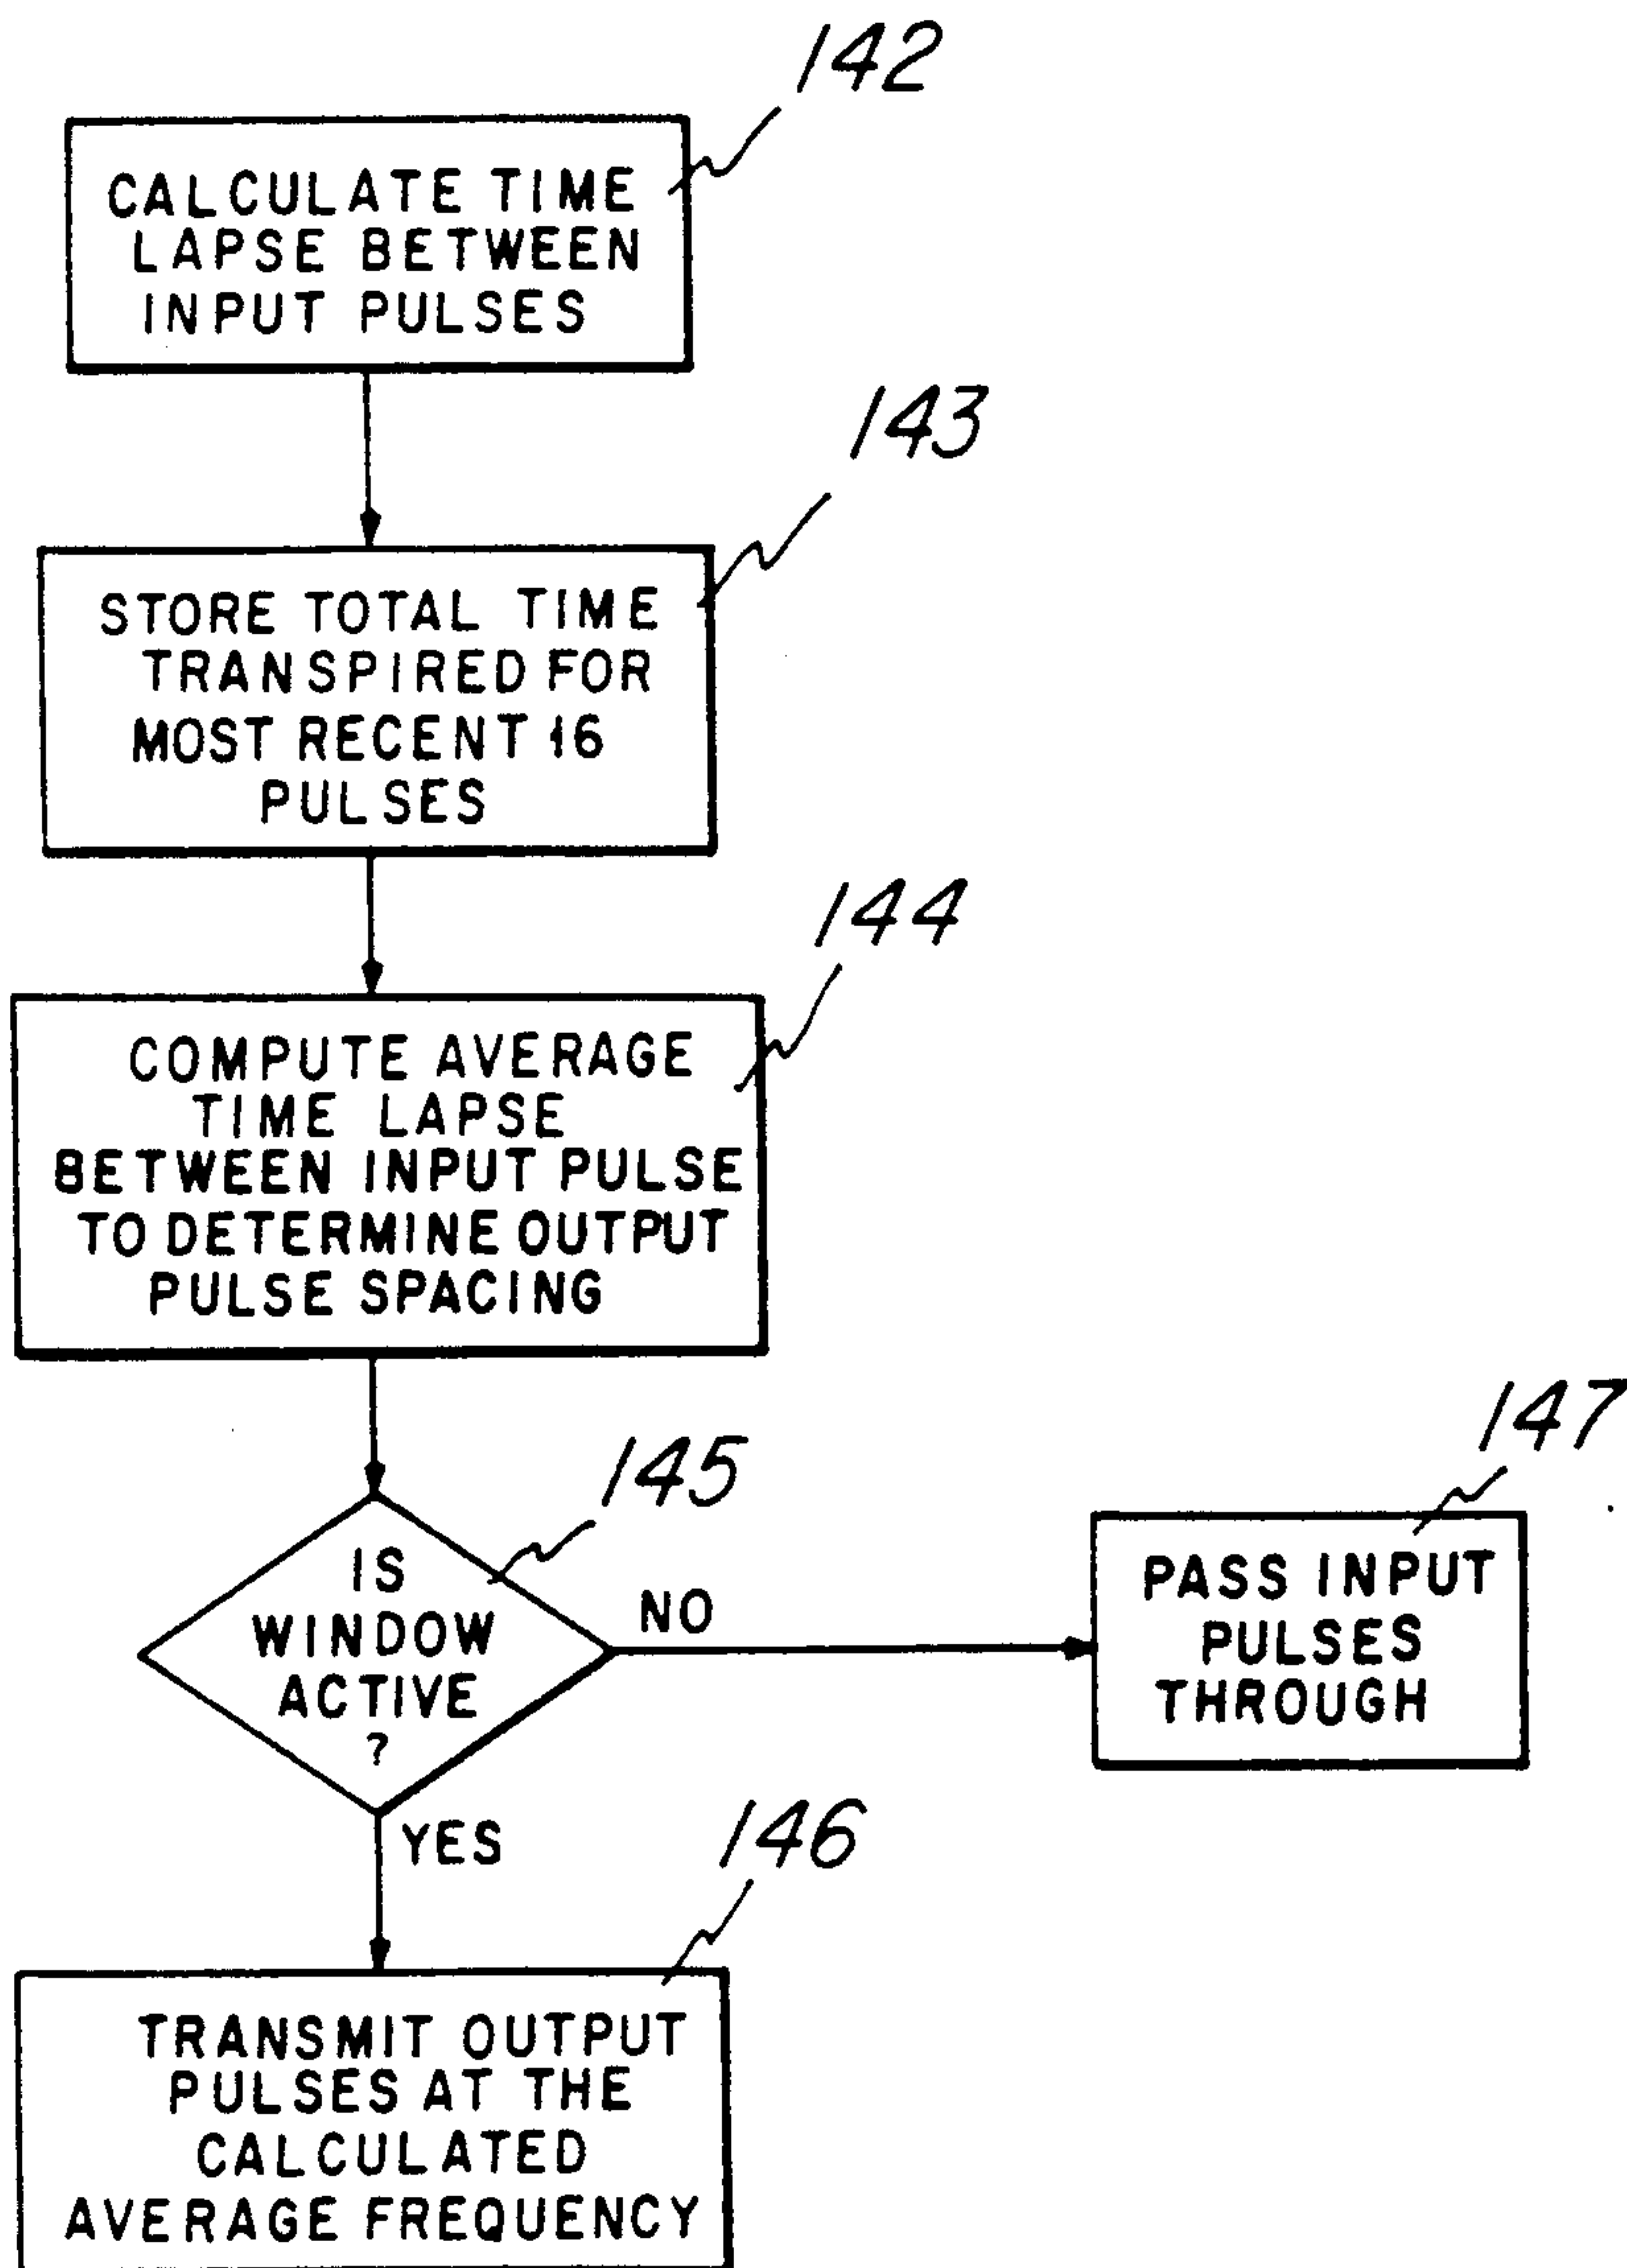 142
CALCULATE TIME
LAPSE BETWEEN
INPUT PULSES
143
STORE TOTAL TIME
TRANSPIRED FOR
MOST RECENT 16
PULSES
144
COMPUTE AVERAGE
TIME LAPSE
BETWEEN INPUT PULSE
TO DETERMINE OUTPUT
PULSE SPACING
145
IS
WINDOW
ACTIVE
?
NO
147
PASS INPUT
PULSES
THROUGH
YES
146
TRANSMIT OUTPUT
PULSES AT THE
CALCULATED
AVERAGE FREQUENCY